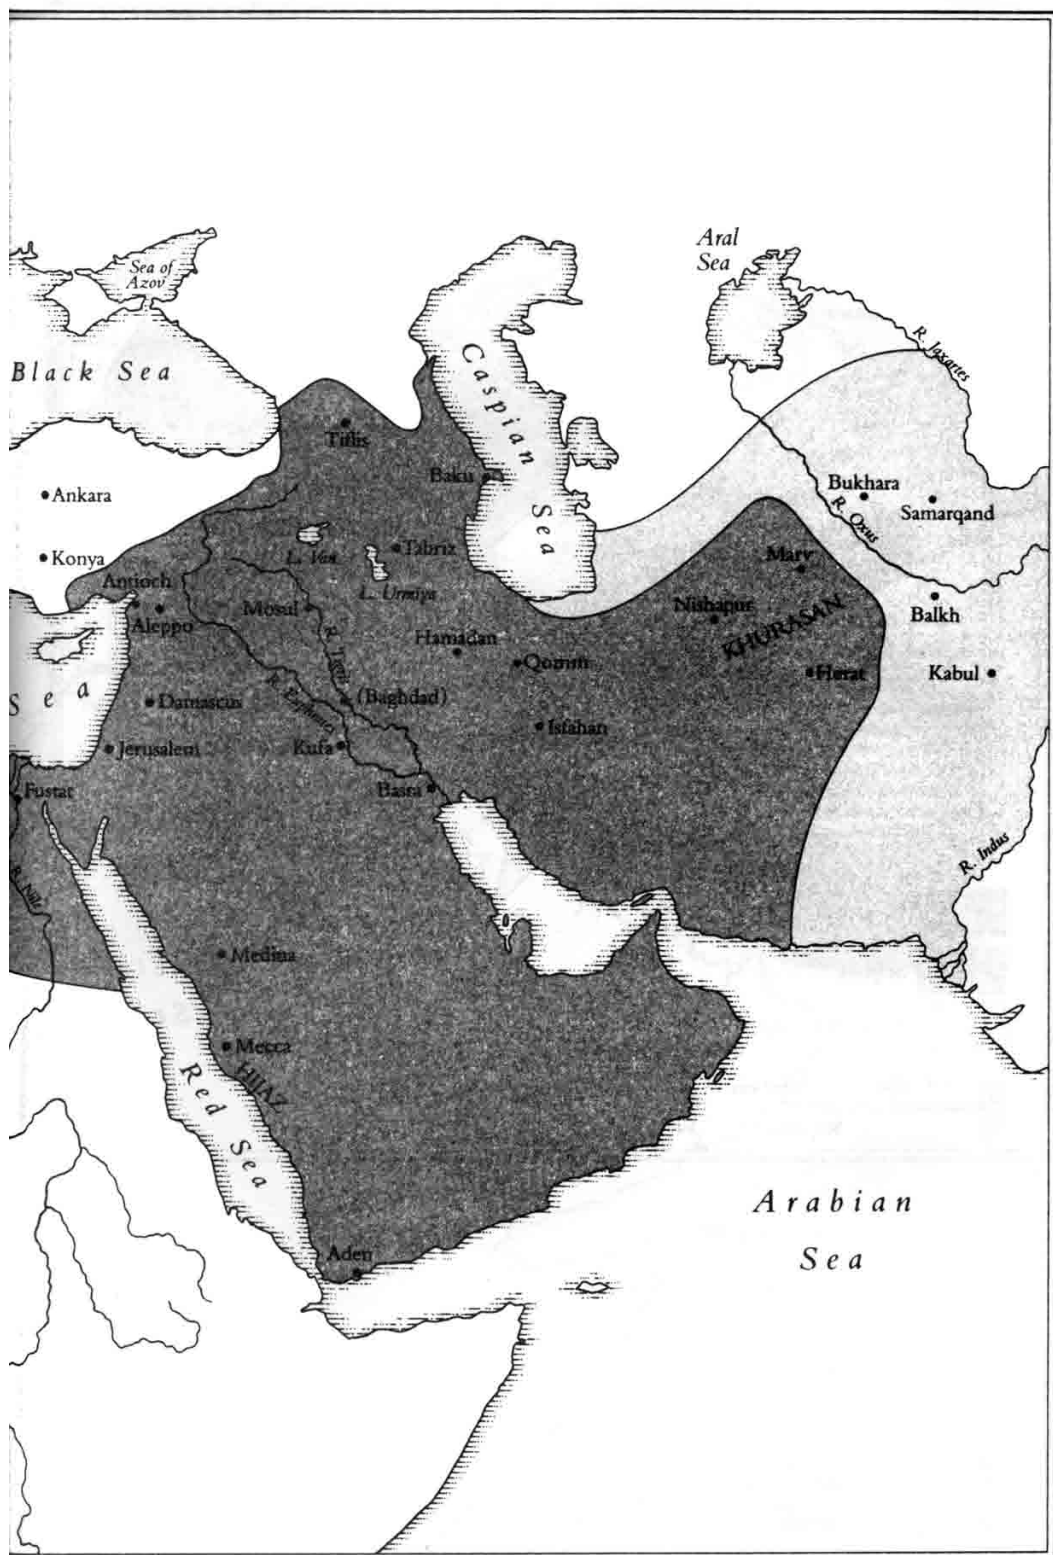 Aral
Sea
Sea of
Azov
Black Sea
Caspian Sea
R. Jaxartes
Tiflis
Baku
Ankara
Bukhara
Samarqand
R. Oxus
Konya
L. Van
Tabriz
Marv
Antioch
L. Urmiya
Mosul
Nishapur
KHURASAN
Balkh
Aleppo
Hamadan
R. Tigris
Qomm
Herat
Kabul
Sea
Damascus
R. Euphrates
(Baghdad)
Isfahan
Jerusalem
Kufa
Fustat
Basra
R. Indus
R. Nile
Medina
Mecca
HIJAZ
Red Sea
Arabian
Sea
Aden